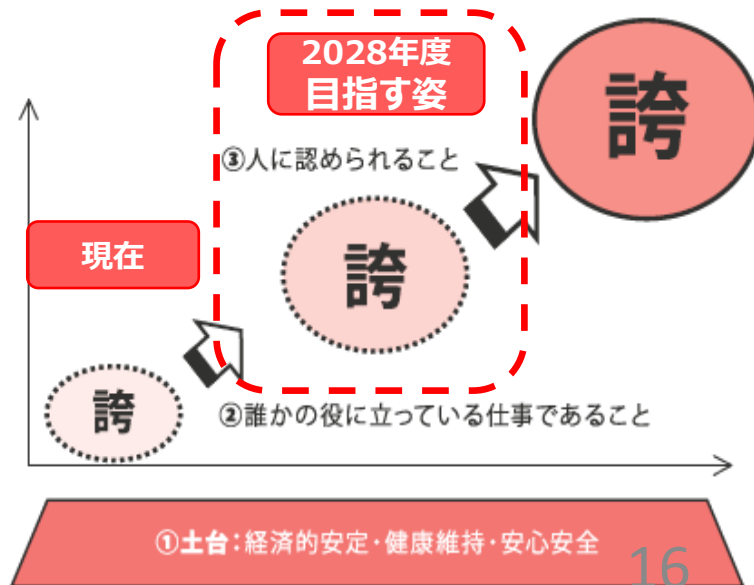 2028年度
目指す姿
誇
③人に認められること
現在
誇
誇
②誰かの役に立っている仕事であること
①土台：経済的安定・健康維持・安心安全
16